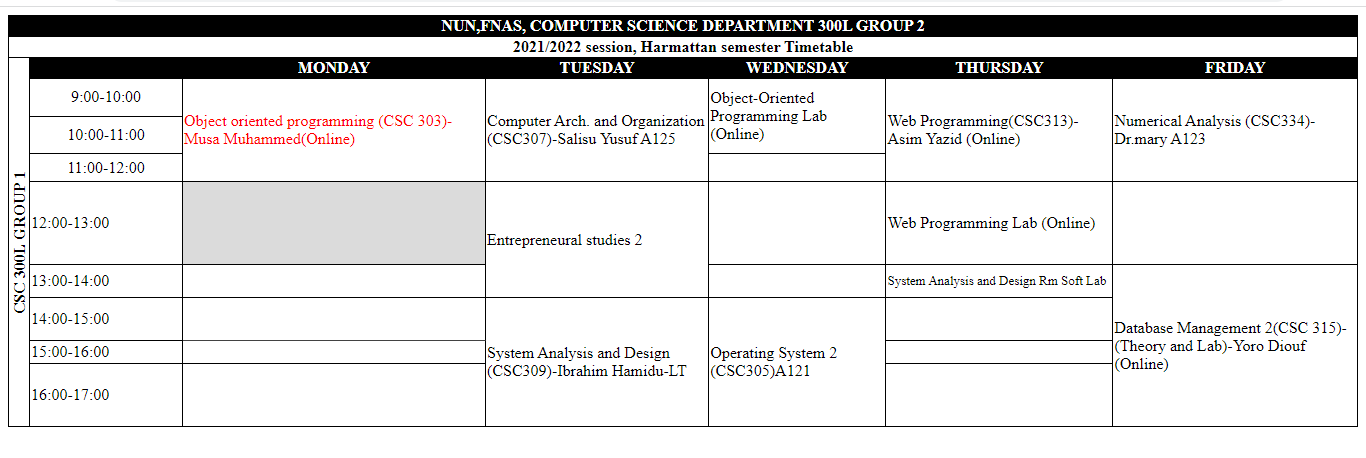 NUN,FNAS, COMPUTER SCIENCE DEPARTMENT 300L GROUP 2
2021/2022 session, Harmattan semester Timetable
MONDAY TUESDAY WEDNESDAY THURSDAY FRIDAY
CSC 300L GROUP 1
9:00-10:00
10:00-11:00
11:00-12:00
Object oriented programming (CSC 303)-
Musa Muhammed(Online)
Computer Arch. and Organization
(CSC307)-Salisu Yusuf A125
Object-Oriented
Programming Lab
(Online)
Web Programming(CSC313)-
Asim Yazid (Online)
Numerical Analysis (CSC334)-
Dr.mary A123
12:00-13:00
Entrepreneural studies 2
Web Programming Lab (Online)
13:00-14:00
System Analysis and Design Rm Soft Lab
14:00-15:00
15:00-16:00
16:00-17:00
System Analysis and Design
(CSC309)-Ibrahim Hamidu-LT
Operating System 2
(CSC305)A121
Database Management 2(CSC 315)-
(Theory and Lab)-Yoro Diouf
(Online)